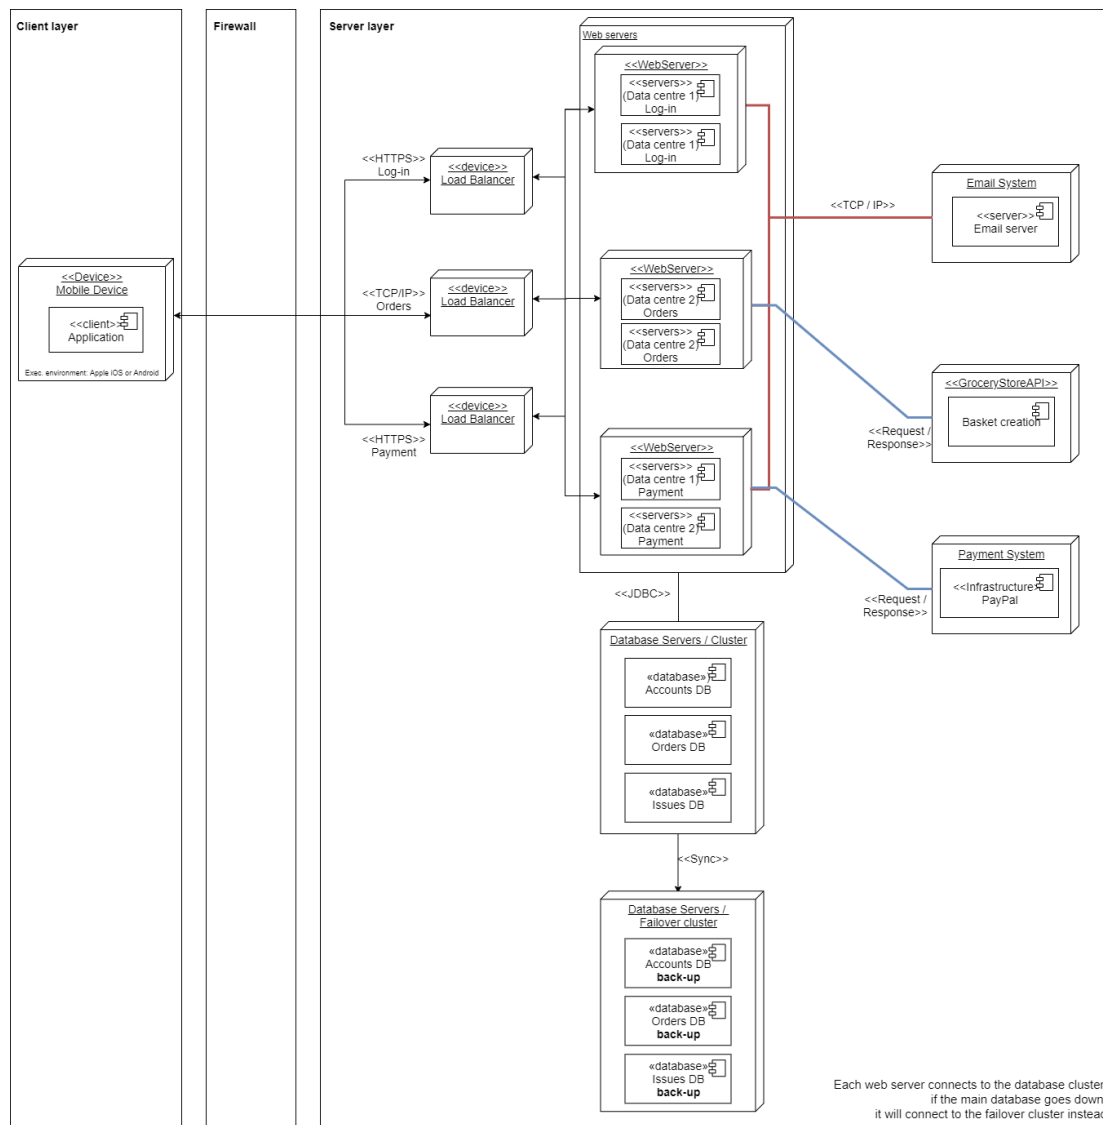 Client layer
Firewall
Server layer
Web servers
<<WebServer>>
<<servers>>
(Data centre 1)
Log-in
<<servers>>
(Data centre 1)
Log-in
<<HTTPS>>
Log-in
<<device>>
Load Balancer
<<TCP / IP>>
Email System
<<server>>
Email server
<<Device>>
Mobile Device
<<client>>
Application
Exec. environment: Apple iOS or Android
<<TCP/IP>>
Orders
<<device>>
Load Balancer
<<WebServer>>
<<servers>>
(Data centre 2)
Orders
<<servers>>
(Data centre 2)
Orders
<<GroceryStoreAPI>>
Basket creation
<<Request /
Response>>
<<device>>
Load Balancer
<<HTTPS>>
Payment
<<WebServer>>
<<servers>>
(Data centre 1)
Payment
<<servers>>
(Data centre 2)
Payment
Payment System
<<Infrastructure>
PayPal
<<Request /
Response>>
<<JDBC>>
Database Servers / Cluster
«database»)
Accounts DB
«database»
Orders DB
«database»
Issues DB
<<Sync>>
Database Servers /
Failover cluster
«database»
Accounts DB
back-up
«database»
Orders DB
back-up
«database»
Issues DB
back-up
Each web server connects to the database cluster
if the main database goes down
it will connect to the failover cluster instead